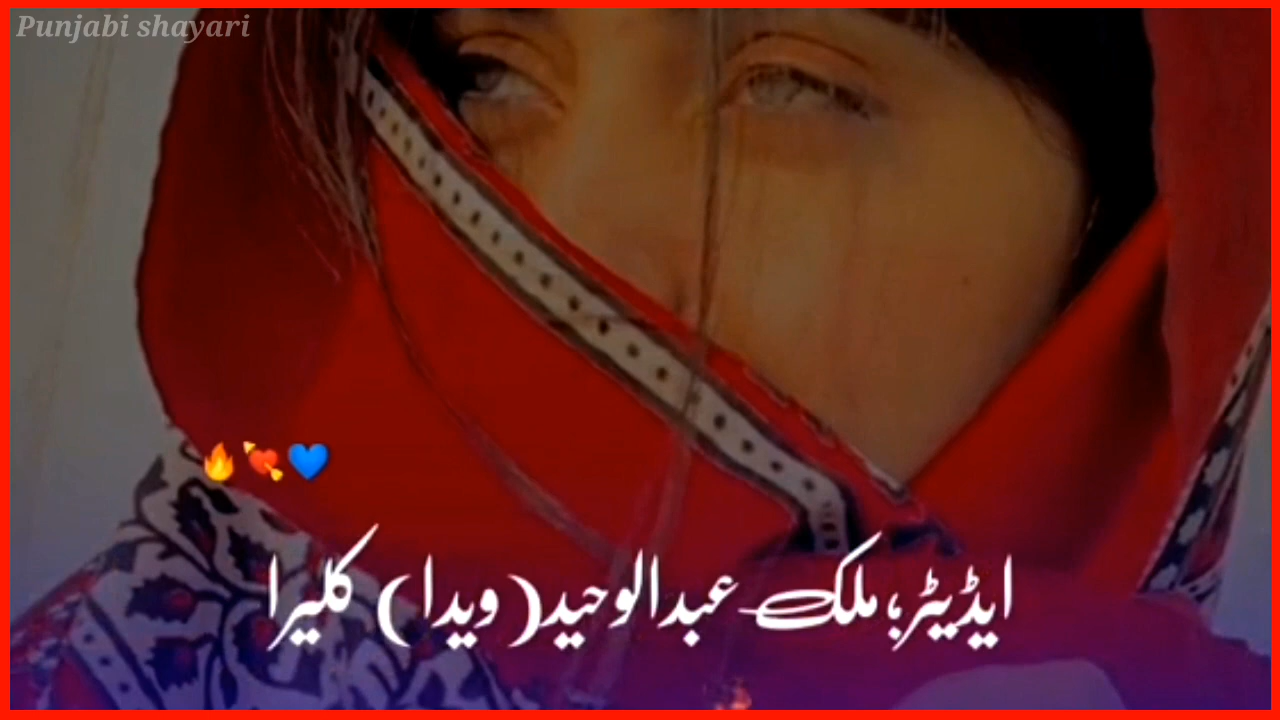 Punjabi shayari
🔥💘💙
ایڈیٹر؛ ملک عبدالوحید( ویدا ) کلیرا